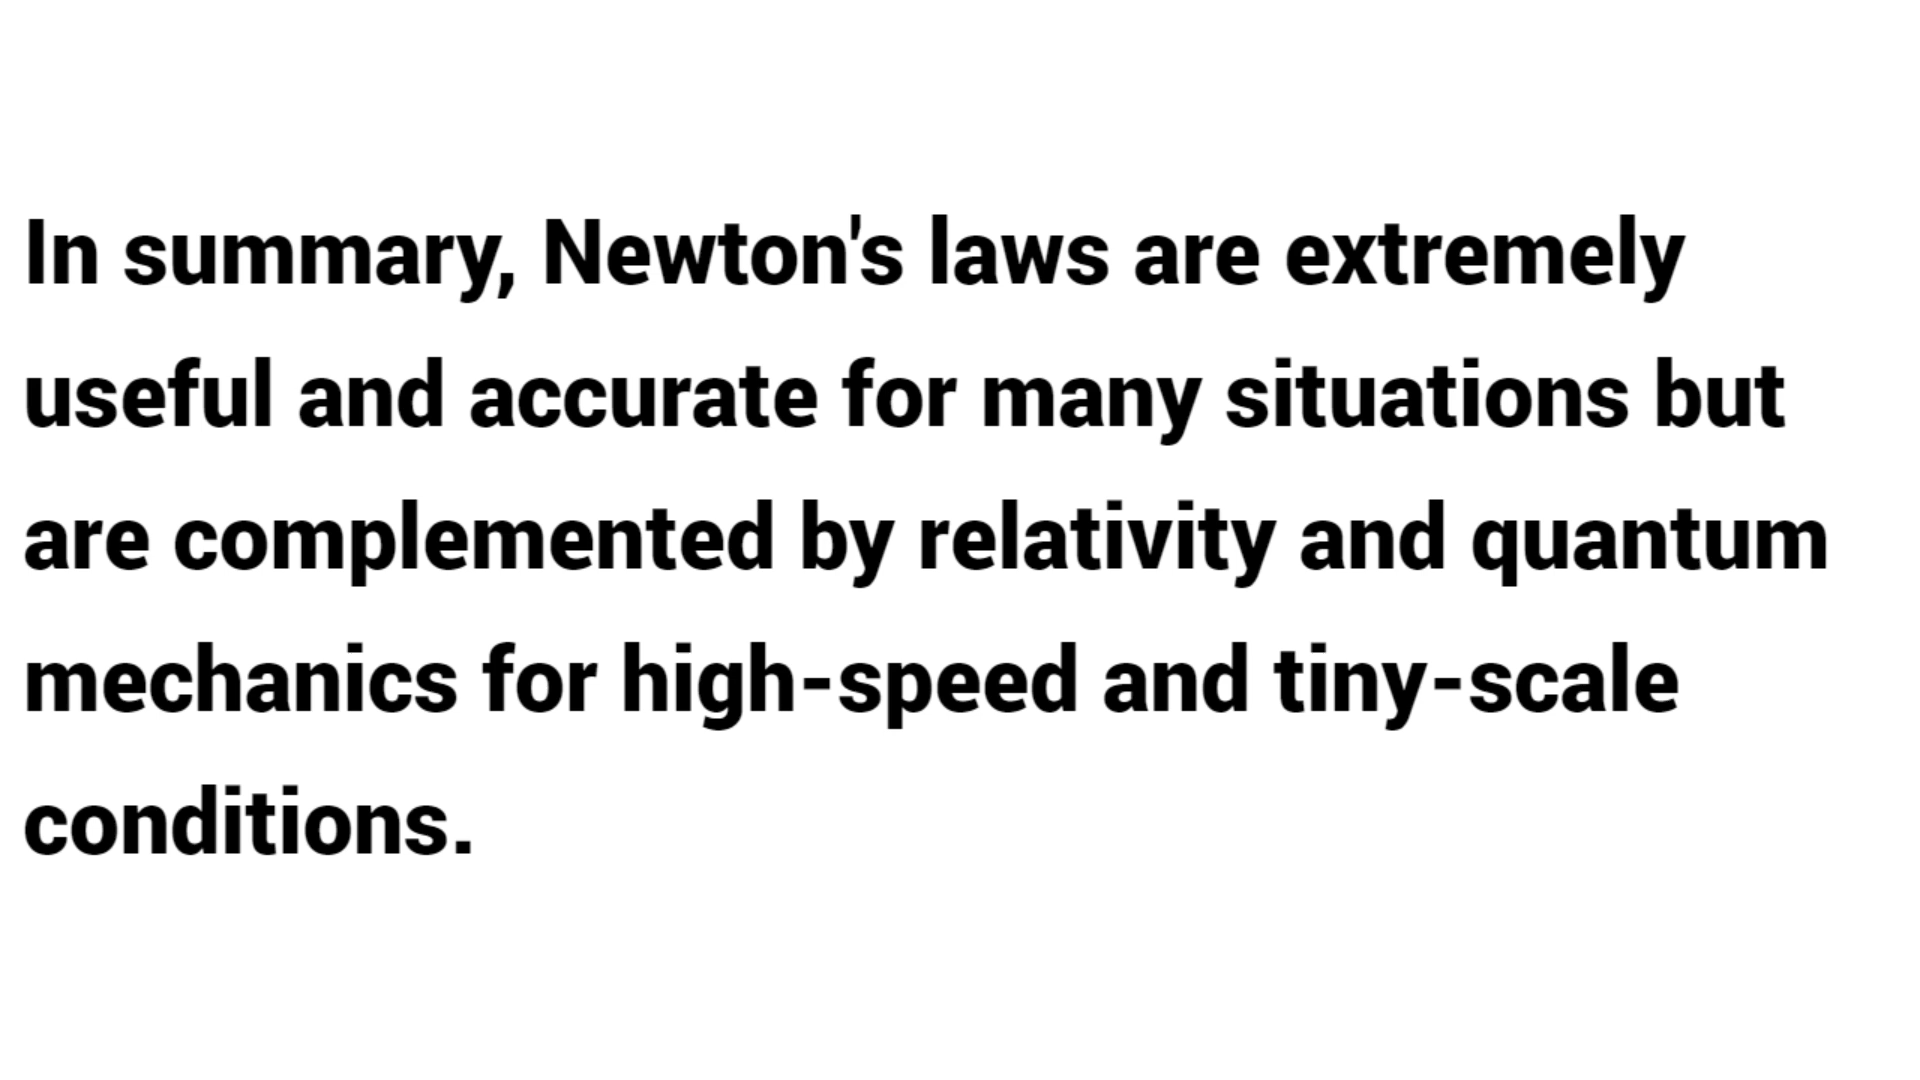 In summary, Newton's laws are extremely
useful and accurate for many situations but
are complemented by relativity and quantum
mechanics for high-speed and tiny-scale
conditions.